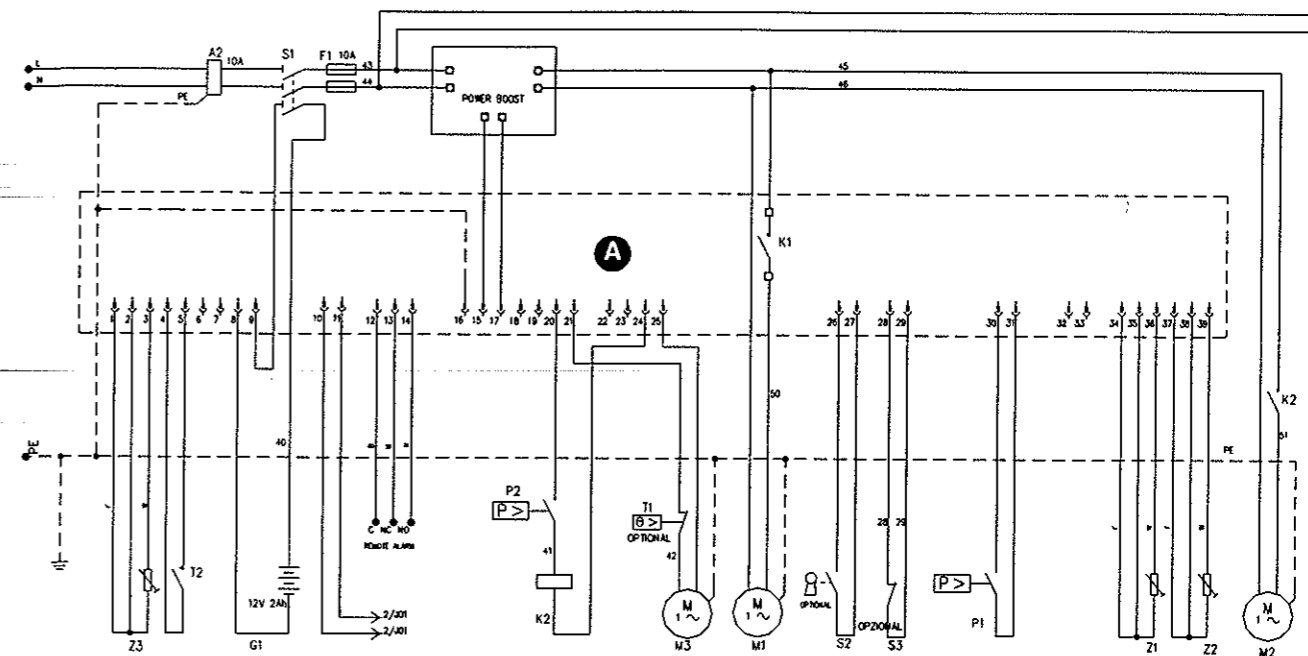 A2 S1 F1 10A
L 10A 43 45
N 44 46
PE
POWER BOOST
A
K1
1 2 3 4 5 6 7 8 9 10 11 12 13 14 16 15 17 18 19 20 21 22 23 24 25 26 27 28 29 30 31 32 33 34 35 36 37 38 39
50
K2
40
PE
PE
51
P2
P >
T1
θ >
OPTIONAL
C NC NO
REMOTE ALARM
28 29
41
42
P >
T2
12V 2Ah
OPTIONAL
M
1 ~
M
1 ~
M
1 ~
2/J01
2/J01
K2
OPZIONAL
P1
Z3
G1
M3
M1
S2
S3
Z1
Z2
M2